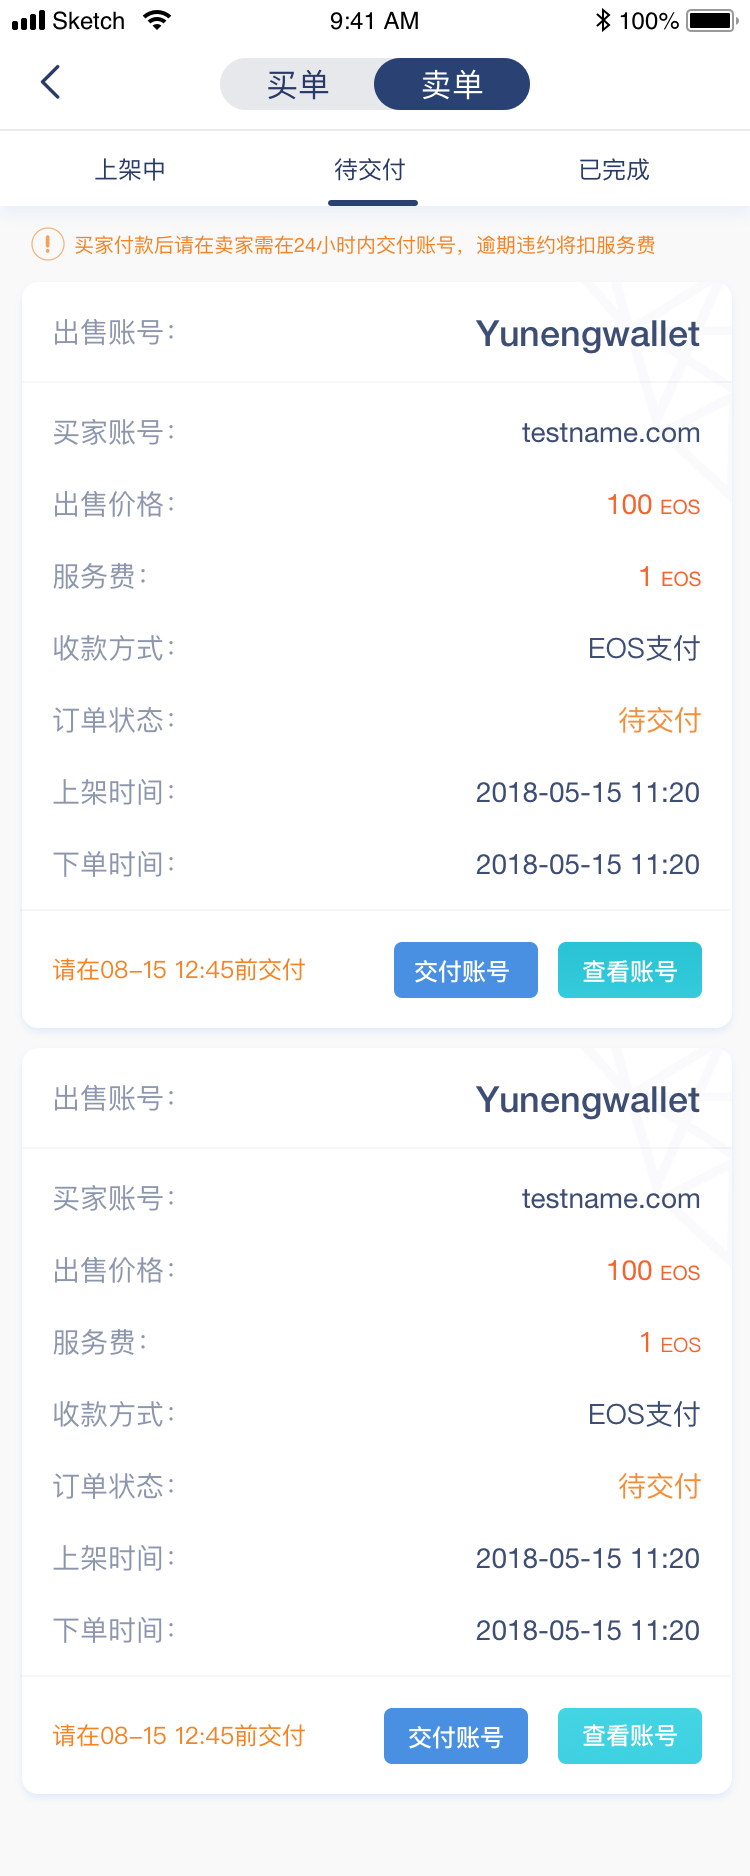 Sketch 9:41 AM 100%
买单 卖单
上架中 待交付 已完成
! 买家付款后请在卖家需在24小时内交付账号，逾期违约将扣服务费
出售账号： Yunengwallet
买家账号： testname.com
出售价格： 100 EOS
服务费： 1 EOS
收款方式： EOS支付
订单状态： 待交付
上架时间： 2018-05-15 11:20
下单时间： 2018-05-15 11:20
请在08-15 12:45前交付 交付账号 查看账号
出售账号： Yunengwallet
买家账号： testname.com
出售价格： 100 EOS
服务费： 1 EOS
收款方式： EOS支付
订单状态： 待交付
上架时间： 2018-05-15 11:20
下单时间： 2018-05-15 11:20
请在08-15 12:45前交付 交付账号 查看账号